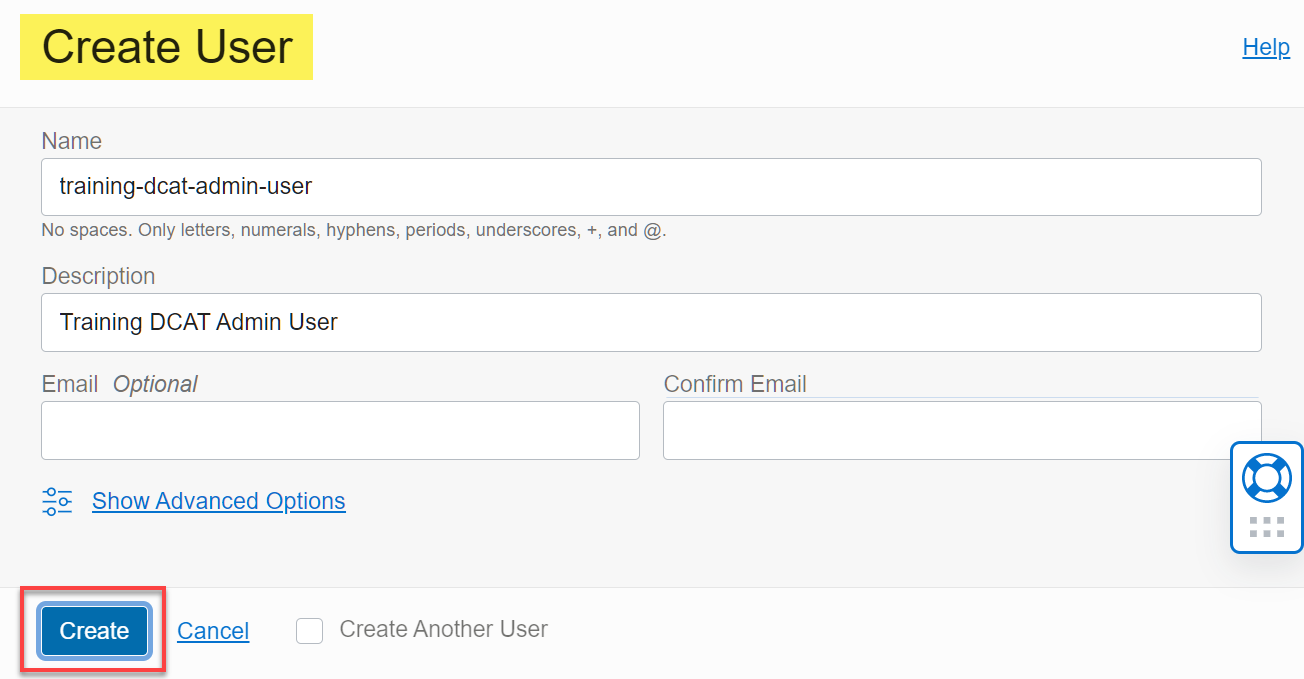 Create User
Help
Name
training-dcat-admin-user
No spaces. Only letters, numerals, hyphens, periods, underscores, +, and @.
Description
Training DCAT Admin User
Email Optional
Confirm Email
Show Advanced Options
Create
Cancel
Create Another User